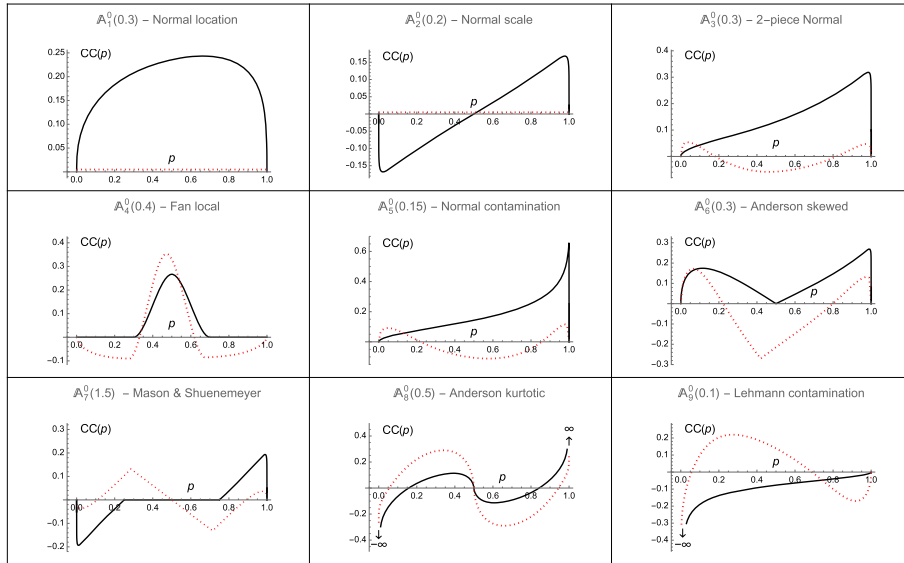 𝔸₁⁰(0.3) – Normal location
CC(p)
0.25
0.20
0.15
0.10
0.05
p
0.0 0.2 0.4 0.6 0.8 1.0
𝔸₂⁰(0.2) – Normal scale
CC(p)
0.15
0.10
0.05
p
0.0 0.2 0.4 0.6 0.8 1.0
−0.05
−0.10
−0.15
𝔸₃⁰(0.3) – 2–piece Normal
0.4
CC(p)
0.3
0.2
0.1
p
0.0 0.2 0.4 0.6 0.8 1.0
𝔸₄⁰(0.4) – Fan local
0.4
CC(p)
0.3
0.2
0.1
p
0.0 0.2 0.4 0.6 0.8 1.0
−0.1
𝔸₅⁰(0.15) – Normal contamination
CC(p)
0.6
0.4
0.2
p
0.0 0.2 0.4 0.6 0.8 1.0
𝔸₆⁰(0.3) – Anderson skewed
CC(p)
0.3
0.2
0.1
p
0.0 0.2 0.4 0.6 0.8 1.0
−0.1
−0.2
−0.3
𝔸₇⁰(1.5) – Mason & Shuenemeyer
0.3
CC(p)
0.2
0.1
p
0.0 0.2 0.4 0.6 0.8 1.0
−0.1
−0.2
𝔸₈⁰(0.5) – Anderson kurtotic
∞
↑
CC(p)
0.4
0.2
p
0.0 0.2 0.4 0.6 0.8 1.0
−0.2
−0.4
↓
−∞
𝔸₉⁰(0.1) – Lehmann contamination
CC(p)
0.2
0.1
p
0.0 0.2 0.4 0.6 0.8 1.0
−0.1
−0.2
−0.3
−0.4
↓
−∞